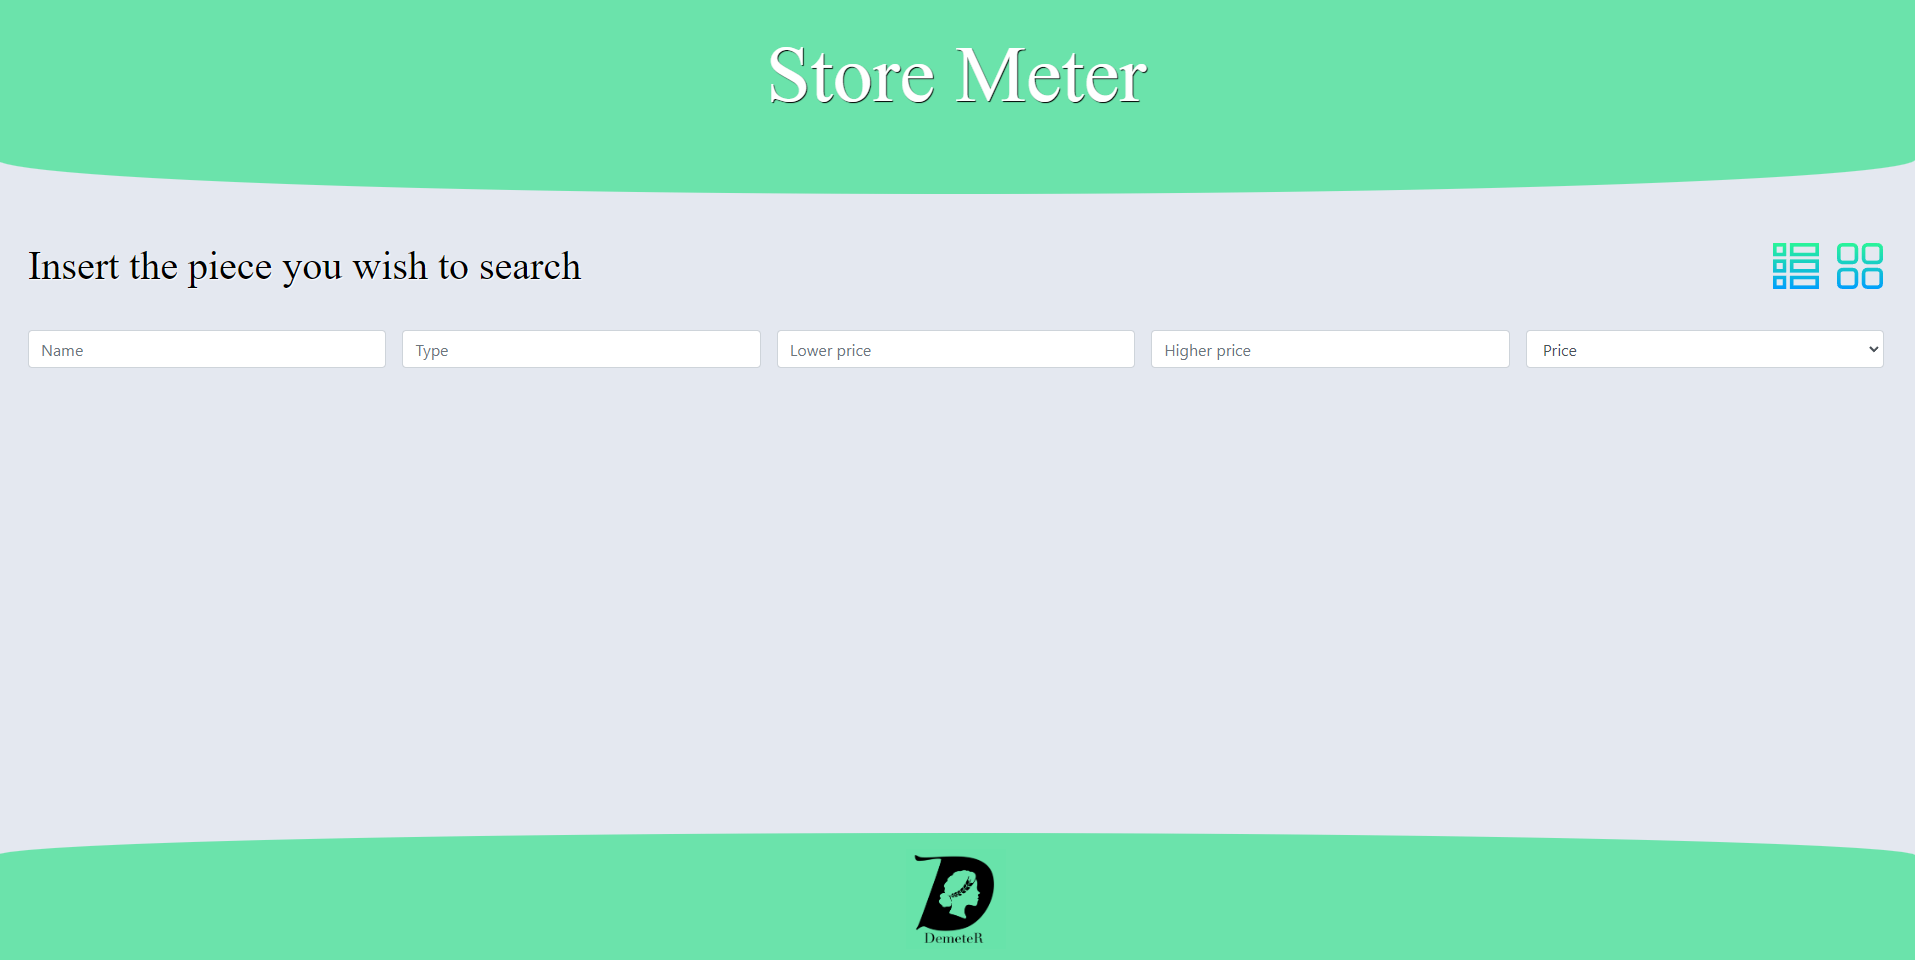 Store Meter
Insert the piece you wish to search
Name
Type
Lower price
Higher price
Price
D
DemeteR